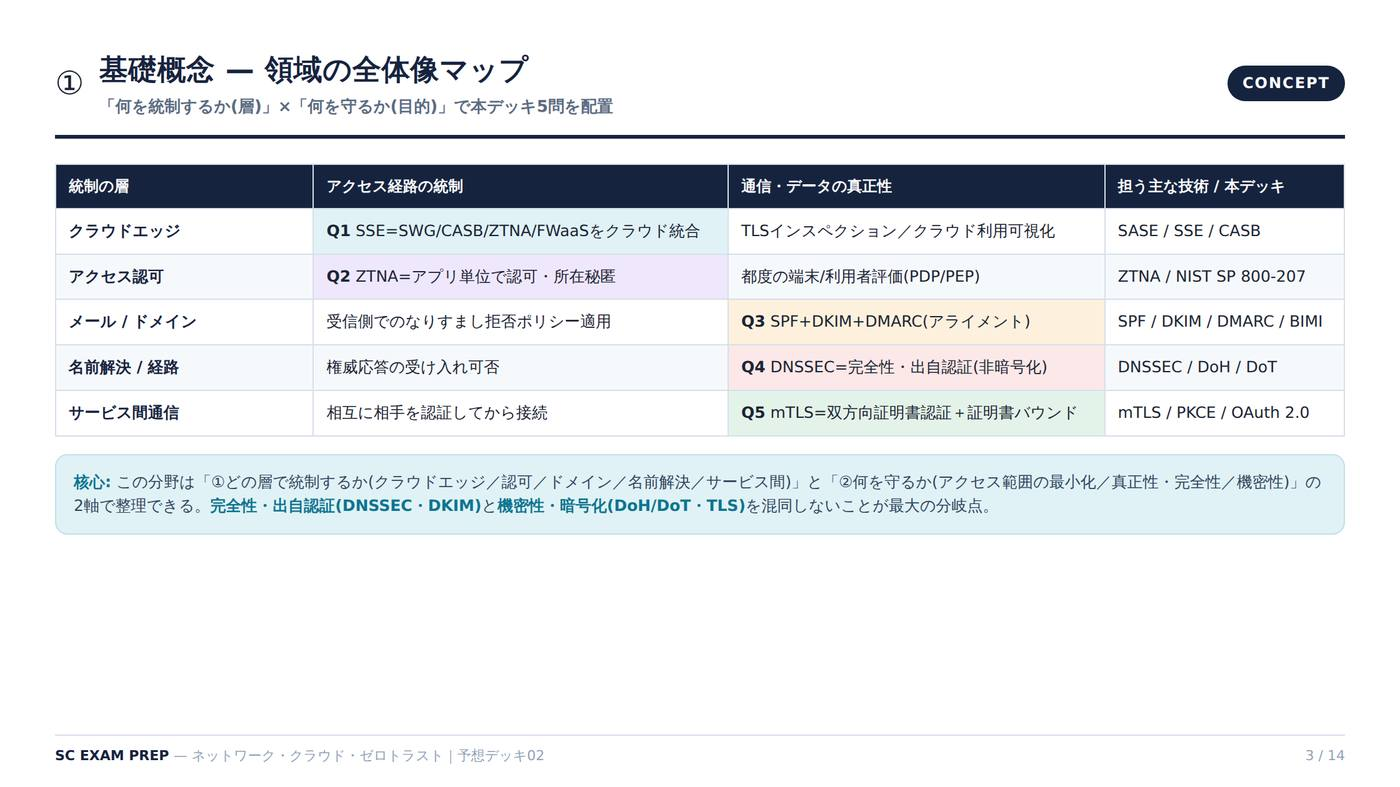 ①
基礎概念 — 領域の全体像マップ
「何を統制するか(層)」×「何を守るか(目的)」で本デッキ5問を配置
CONCEPT
統制の層 アクセス経路の統制 通信・データの真正性 担う主な技術 / 本デッキ
クラウドエッジ Q1 SSE=SWG/CASB/ZTNA/FWaaSをクラウド統合 TLSインスペクション／クラウド利用可視化 SASE / SSE / CASB
アクセス認可 Q2 ZTNA=アプリ単位で認可・所在秘匿 都度の端末/利用者評価(PDP/PEP) ZTNA / NIST SP 800-207
メール / ドメイン 受信側でのなりすまし拒否ポリシー適用 Q3 SPF+DKIM+DMARC(アライメント) SPF / DKIM / DMARC / BIMI
名前解決 / 経路 権威応答の受け入れ可否 Q4 DNSSEC=完全性・出自認証(非暗号化) DNSSEC / DoH / DoT
サービス間通信 相互に相手を認証してから接続 Q5 mTLS=双方向証明書認証＋証明書バウンド mTLS / PKCE / OAuth 2.0
核心: この分野は「①どの層で統制するか(クラウドエッジ／認可／ドメイン／名前解決／サービス間)」と「②何を守るか(アクセス範囲の最小化／真正性・完全性／機密性)」の
2軸で整理できる。完全性・出自認証(DNSSEC・DKIM)と機密性・暗号化(DoH/DoT・TLS)を混同しないことが最大の分岐点。
SC EXAM PREP — ネットワーク・クラウド・ゼロトラスト｜予想デッキ02
3 / 14